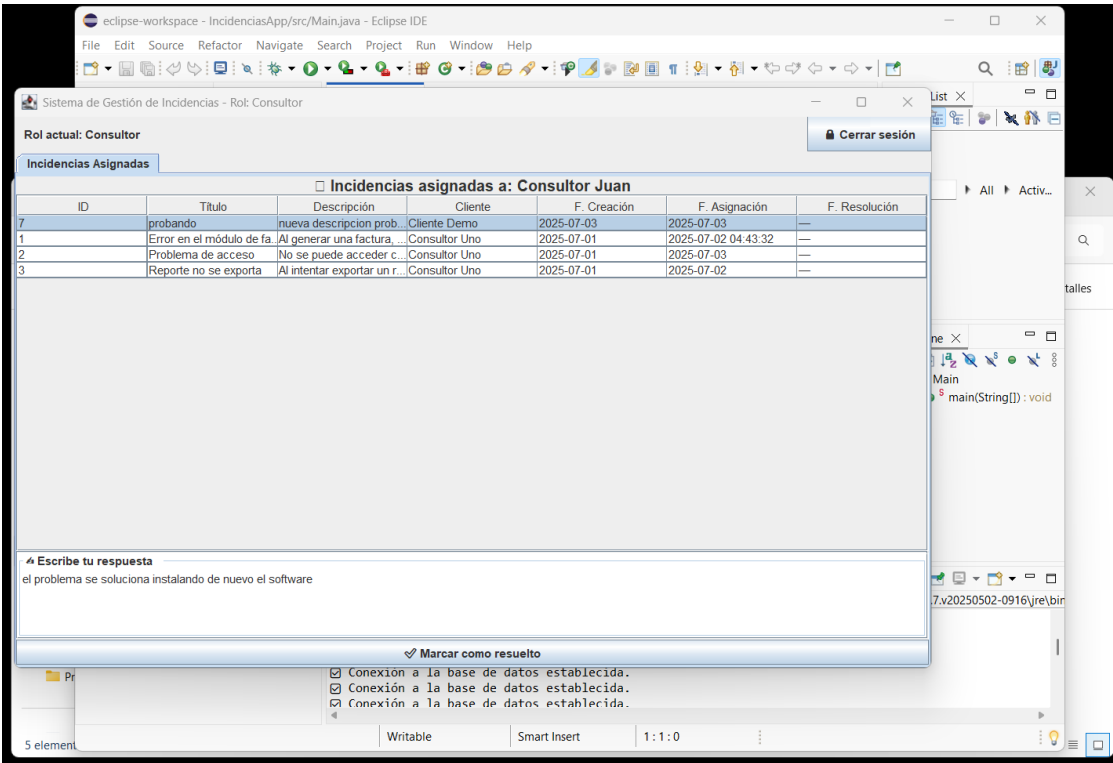 eclipse-workspace - IncidenciasApp/src/Main.java - Eclipse IDE
File Edit Source Refactor Navigate Search Project Run Window Help
List
Sistema de Gestión de Incidencias - Rol: Consultor
Rol actual: Consultor
Cerrar sesión
Incidencias Asignadas
Incidencias asignadas a: Consultor Juan
All Activ...
ID Título Descripción Cliente F. Creación F. Asignación F. Resolución
7 probando nueva descripcion prob... Cliente Demo 2025-07-03 2025-07-03 —
1 Error en el módulo de fa... Al generar una factura, ... Consultor Uno 2025-07-01 2025-07-02 04:43:32 —
2 Problema de acceso No se puede acceder c... Consultor Uno 2025-07-01 2025-07-03 —
3 Reporte no se exporta Al intentar exportar un r... Consultor Uno 2025-07-01 2025-07-02 —
talles
ne
Main
main(String[]) : void
Escribe tu respuesta
el problema se soluciona instalando de nuevo el software
7.v20250502-0916\jre\bin
Marcar como resuelto
Pr
Conexión a la base de datos establecida.
Conexión a la base de datos establecida.
Conexión a la base de datos establecida.
Writable Smart Insert 1 : 1 : 0
5 element